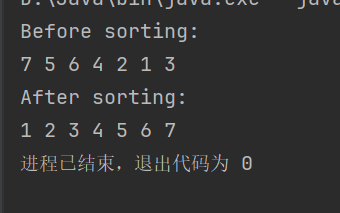 Before sorting:
7 5 6 4 2 1 3
After sorting:
1 2 3 4 5 6 7
进程已结束，退出代码为 0